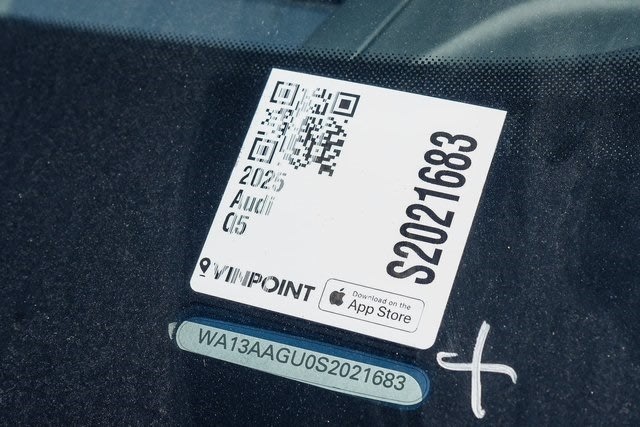 2025
Audi
Q5
S2021683
VINPOINT
Download on the
App Store
WA13AAGU0S2021683